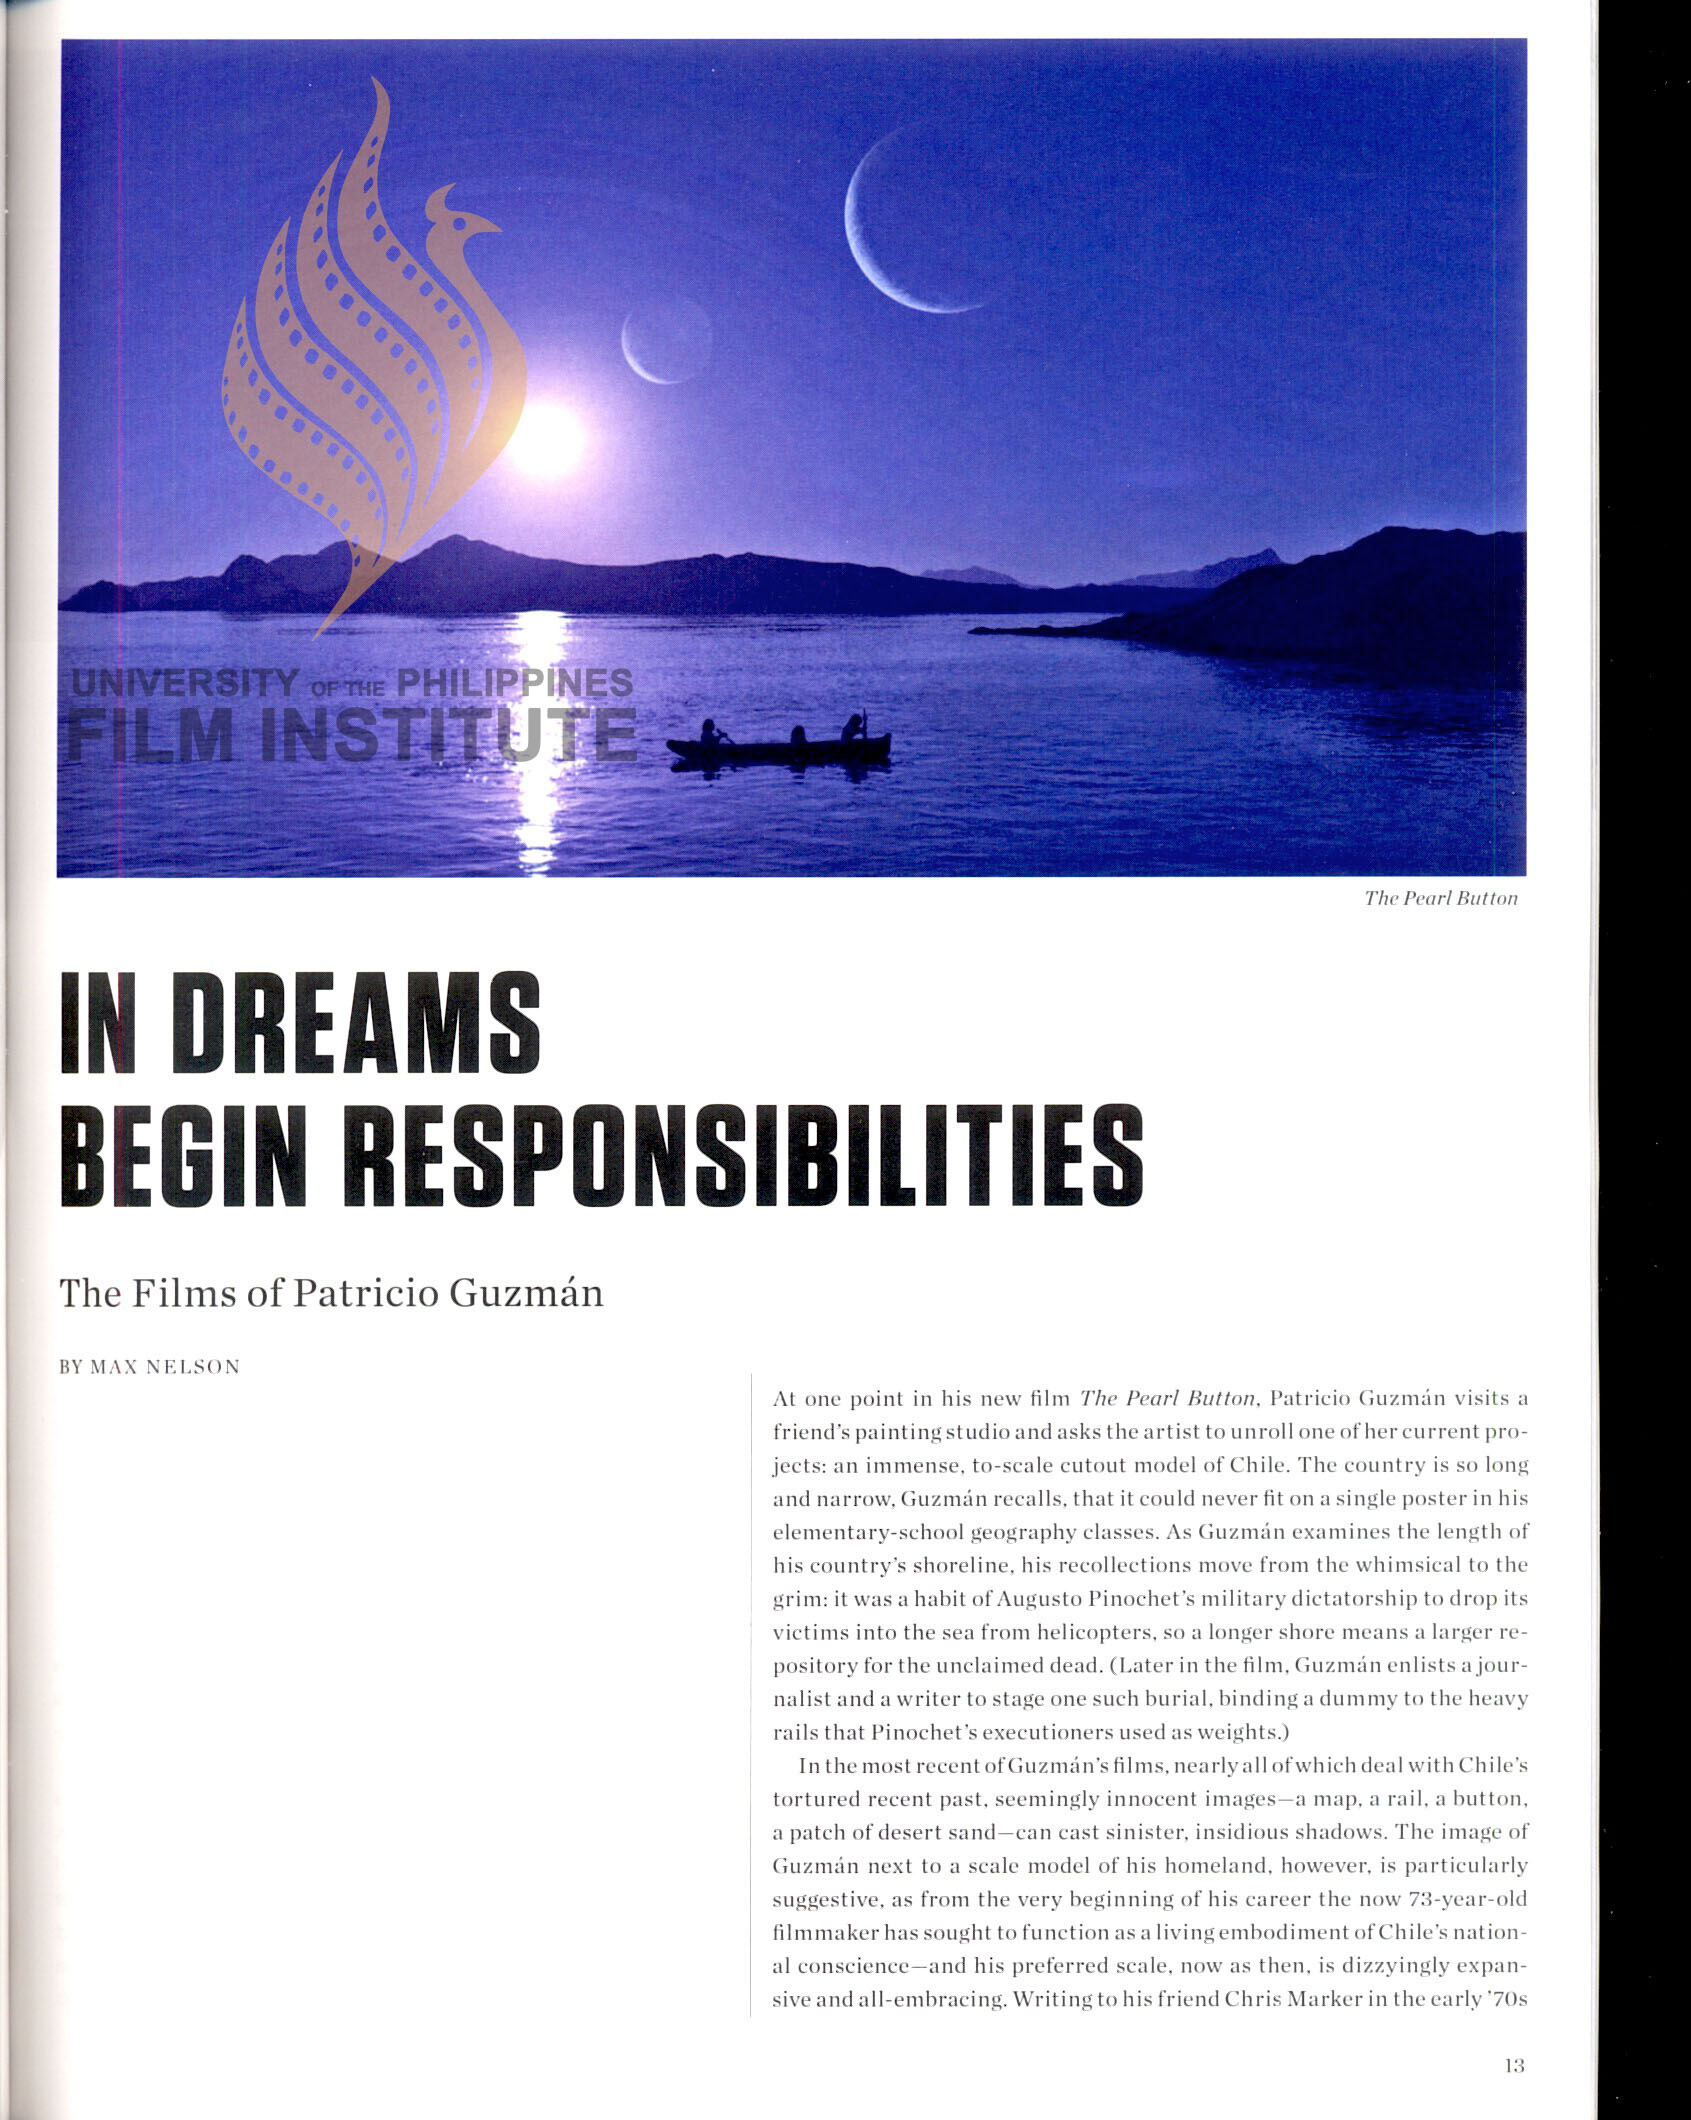 UNIVERSITY OF THE PHILIPPINES
FILM INSTITUTE
The Pearl Button
IN DREAMS
BEGIN RESPONSIBILITIES
The Films of Patricio Guzmán
BY MAX NELSON
At one point in his new film The Pearl Button, Patricio Guzmán visits a
friend's painting studio and asks the artist to unroll one of her current pro-
jects: an immense, to-scale cutout model of Chile. The country is so long
and narrow, Guzmán recalls, that it could never fit on a single poster in his
elementary-school geography classes. As Guzmán examines the length of
his country's shoreline, his recollections move from the whimsical to the
grim: it was a habit of Augusto Pinochet's military dictatorship to drop its
victims into the sea from helicopters, so a longer shore means a larger re-
pository for the unclaimed dead. (Later in the film, Guzmán enlists a jour-
nalist and a writer to stage one such burial, binding a dummy to the heavy
rails that Pinochet's executioners used as weights.)
In the most recent of Guzmán's films, nearly all of which deal with Chile's
tortured recent past, seemingly innocent images—a map, a rail, a button,
a patch of desert sand—can cast sinister, insidious shadows. The image of
Guzmán next to a scale model of his homeland, however, is particularly
suggestive, as from the very beginning of his career the now 73-year-old
filmmaker has sought to function as a living embodiment of Chile's nation-
al conscience—and his preferred scale, now as then, is dizzyingly expan-
sive and all-embracing. Writing to his friend Chris Marker in the early '70s
13